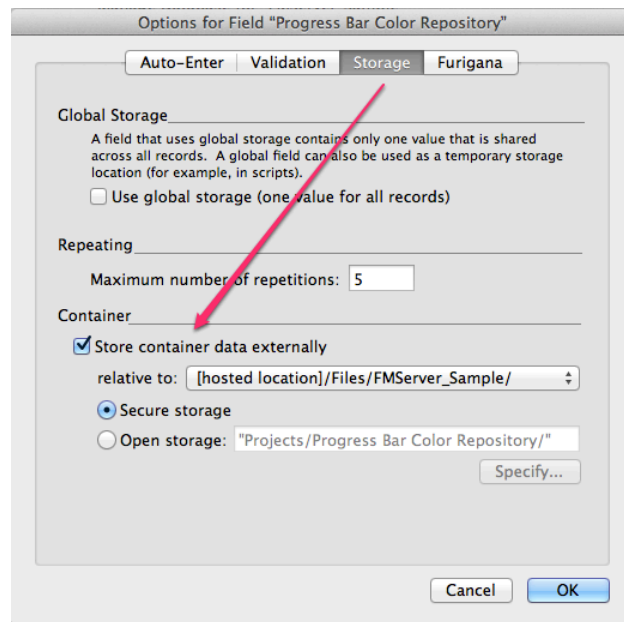 Options for Field "Progress Bar Color Repository"
Auto-Enter Validation Storage Furigana
Global Storage
A field that uses global storage contains only one value that is shared
across all records. A global field can also be used as a temporary storage
location (for example, in scripts).
Use global storage (one value for all records)
Repeating
Maximum number of repetitions: 5
Container
Store container data externally
relative to: [hosted location]/Files/FMServer_Sample/
Secure storage
Open storage: "Projects/Progress Bar Color Repository/"
Specify...
Cancel OK